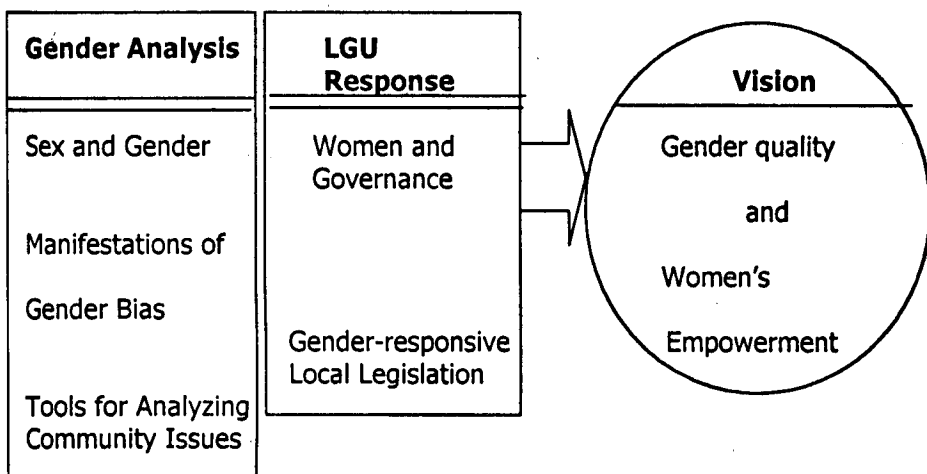 Gender Analysis
Sex and Gender
Manifestations of
Gender Bias
Tools for Analyzing
Community Issues
LGU
Response
Women and
Governance
Gender-responsive
Local Legislation
Vision
Gender quality
and
Women's
Empowerment